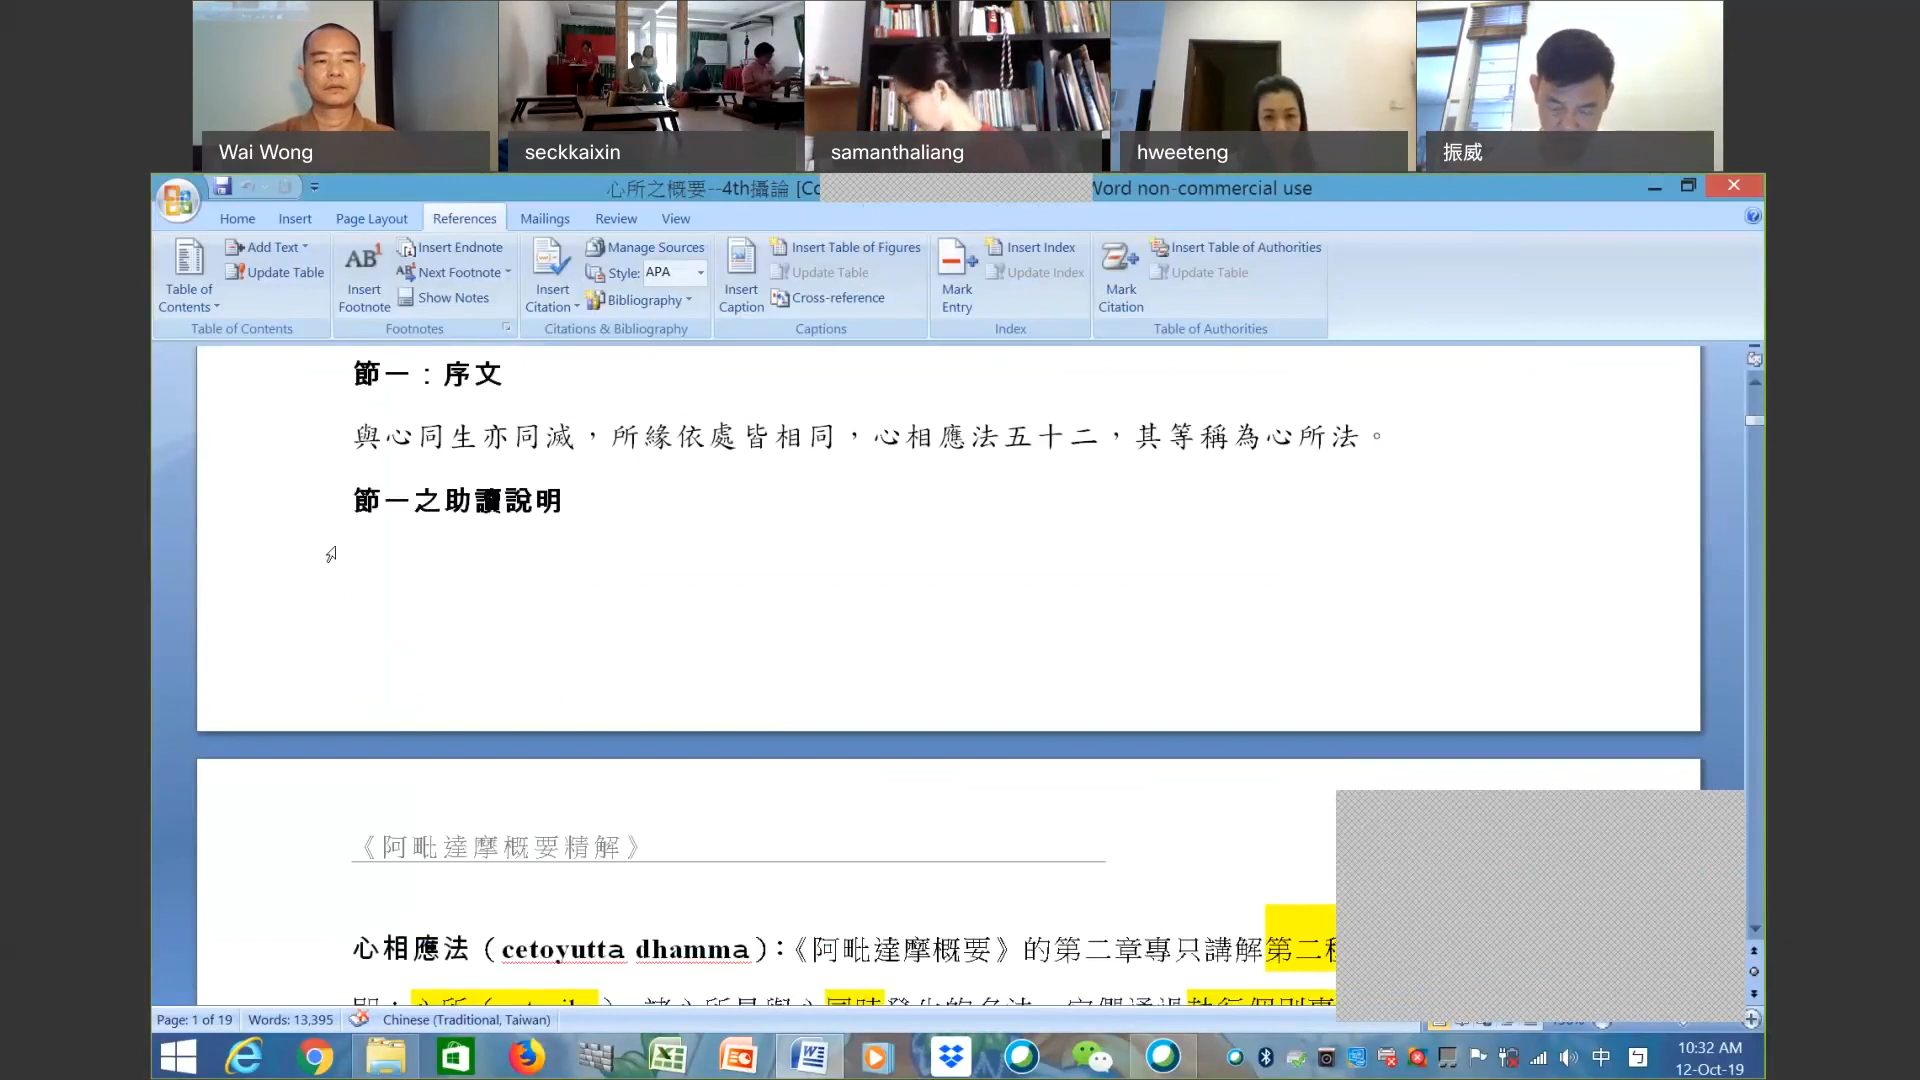 Wai Wong
seckkaixin
samanthaliang
hweeteng
振威
心所之概要--4th攝論 [Co
Word non-commercial use
Home Insert Page Layout References Mailings Review View
Table of Contents
Add Text
Update Table
Table of Contents
AB¹
Insert Footnote
Insert Endnote
Next Footnote
Show Notes
Footnotes
Insert Citation
Manage Sources
Style: APA
Bibliography
Citations & Bibliography
Insert Caption
Insert Table of Figures
Update Table
Cross-reference
Captions
Mark Entry
Insert Index
Update Index
Index
Mark Citation
Insert Table of Authorities
Update Table
Table of Authorities
節一：序文
與心同生亦同滅，所緣依處皆相同，心相應法五十二，其等稱為心所法。
節一之助讀說明
《阿毗達摩概要精解》
心相應法（cetoyuttā dhammā）：《阿毗達摩概要》的第二章專只講解第二
Page: 1 of 19 Words: 13,395 Chinese (Traditional, Taiwan)
中
10:32 AM
12-Oct-19